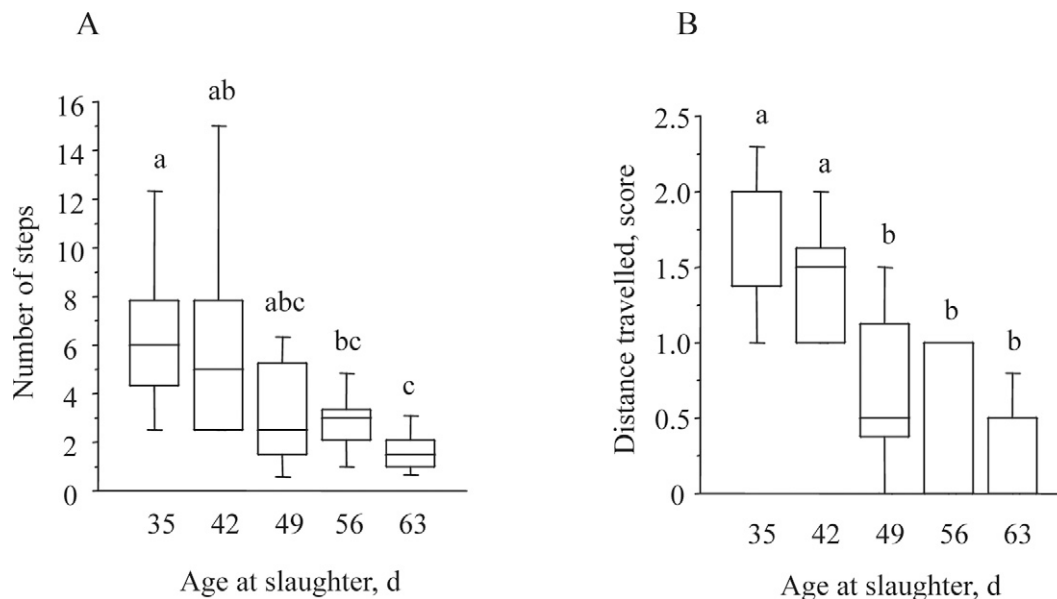 A
Number of steps
16
14
12
10
8
6
4
2
0
a
ab
abc
bc
c
35 42 49 56 63
Age at slaughter, d
B
Distance travelled, score
2.5
2.0
1.5
1.0
0.5
0
a
a
b
b
b
35 42 49 56 63
Age at slaughter, d